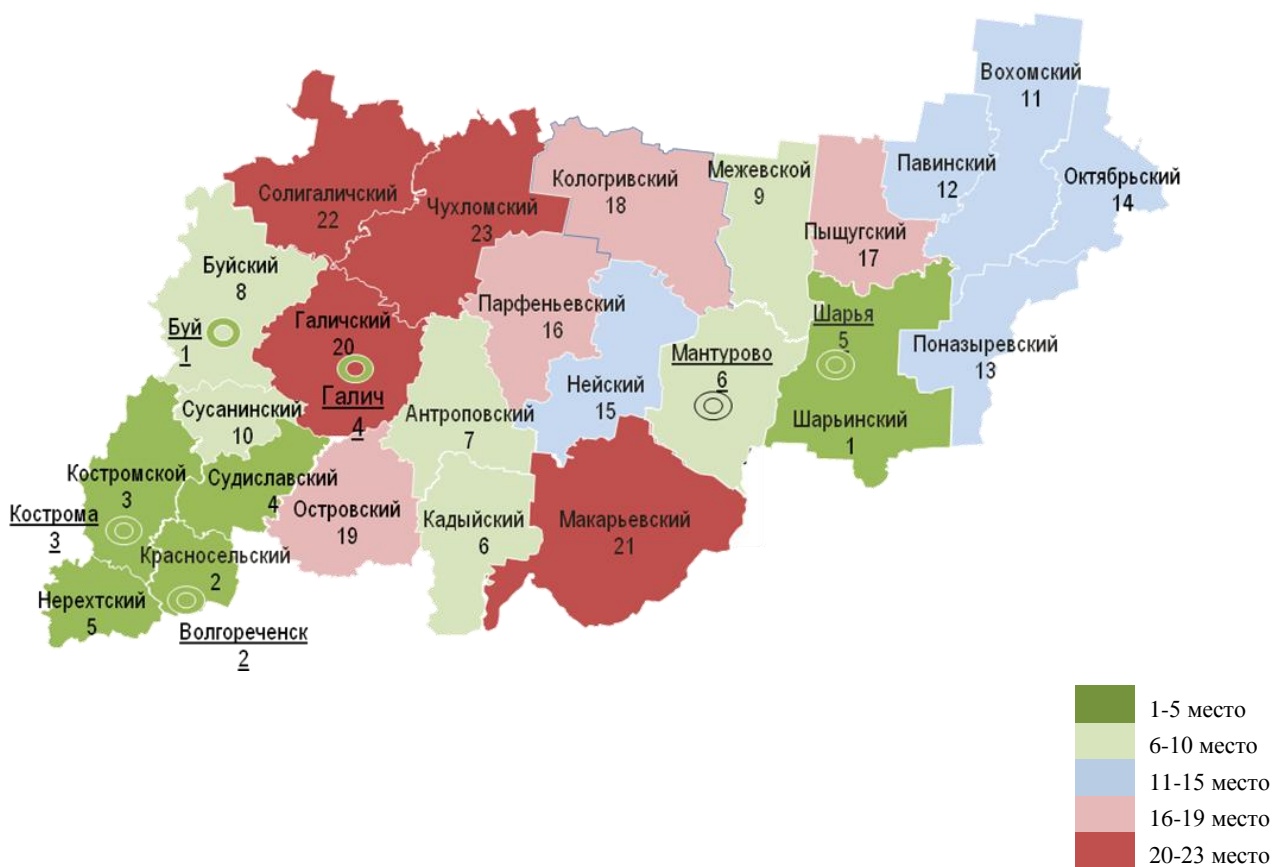 Вохомский
11
Павинский
12
Октябрьский
14
Межевской
9
Кологривский
18
Солигаличский
22
Чухломский
23
Пыщугский
17
Буйский
8
Парфеньевский
16
Галичский
20
Буй
1
Шарья
5
Поназыревский
13
Мантурово
6
Нейский
15
Галич
4
Сусанинский
10
Антроповский
7
Шарьинский
1
Костромской
3
Судиславский
4
Островский
19
Кадыйский
6
Макарьевский
21
Кострома
3
Красносельский
2
Нерехтский
5
Волгореченск
2
1-5 место
6-10 место
11-15 место
16-19 место
20-23 место